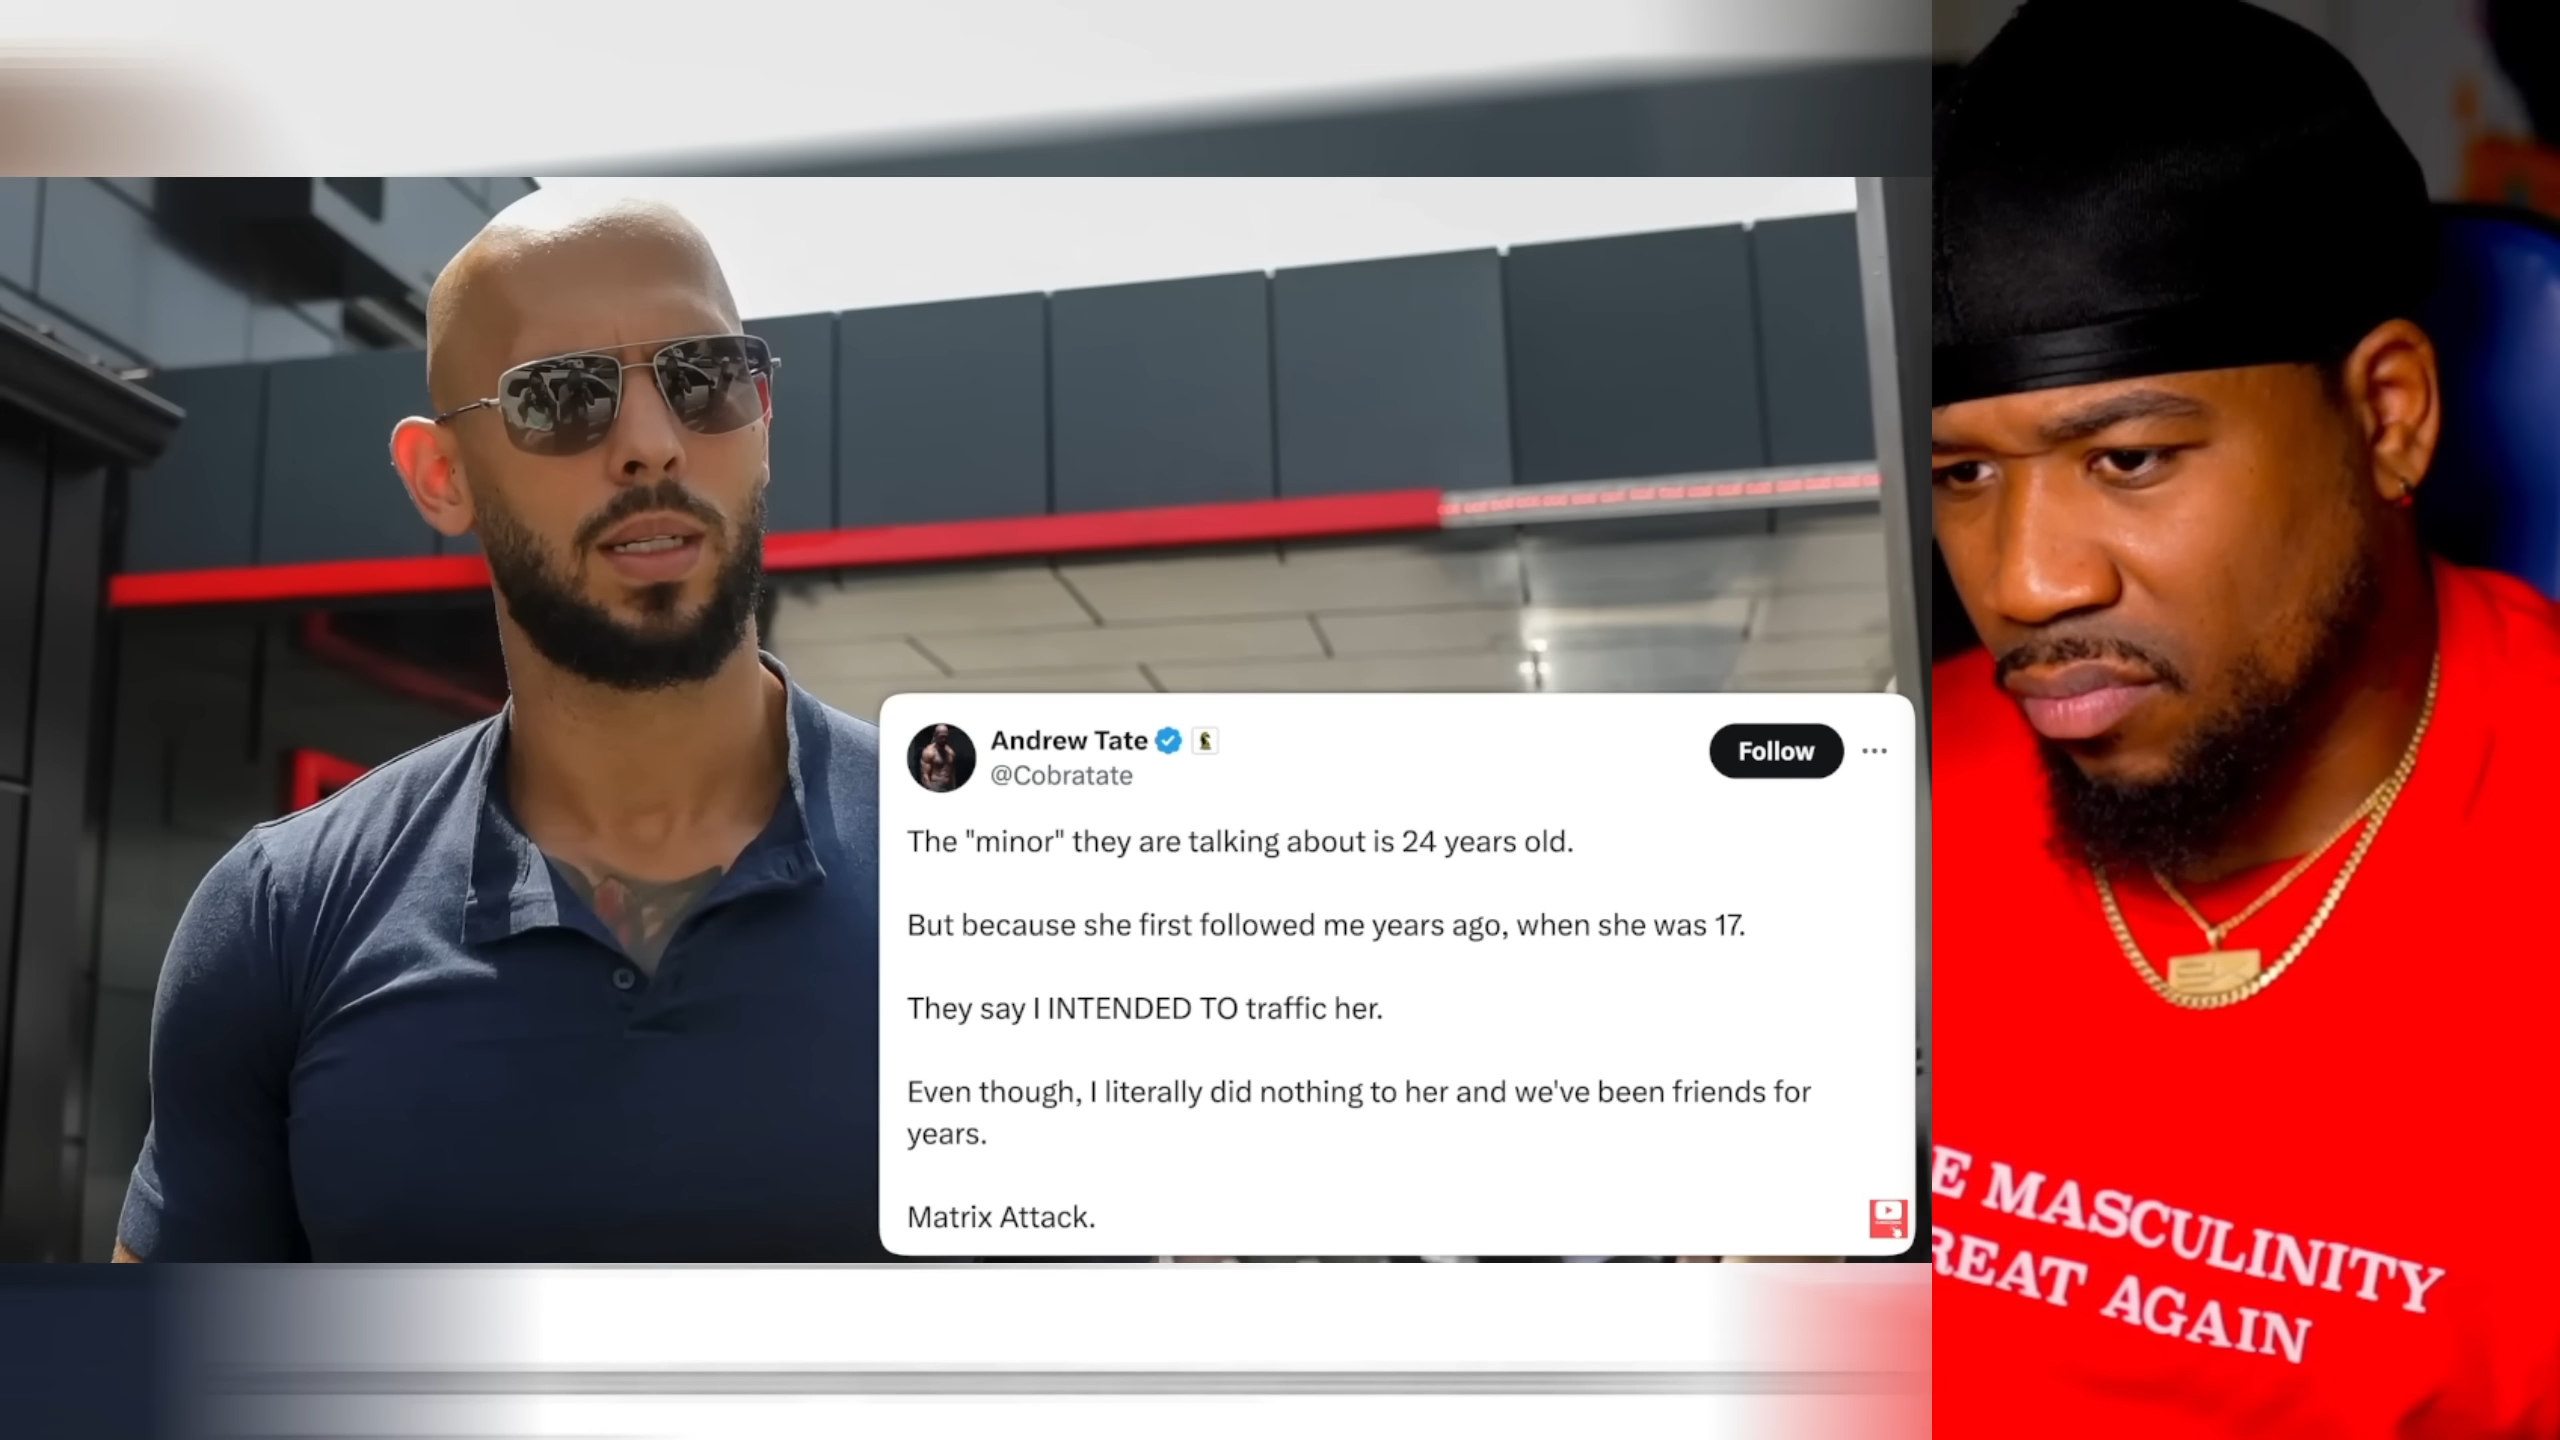 Andrew Tate
@Cobratate
Follow
The "minor" they are talking about is 24 years old.
But because she first followed me years ago, when she was 17.
They say I INTENDED TO traffic her.
Even though, I literally did nothing to her and we've been friends for
years.
Matrix Attack.
E MASCULINITY
REAT AGAIN